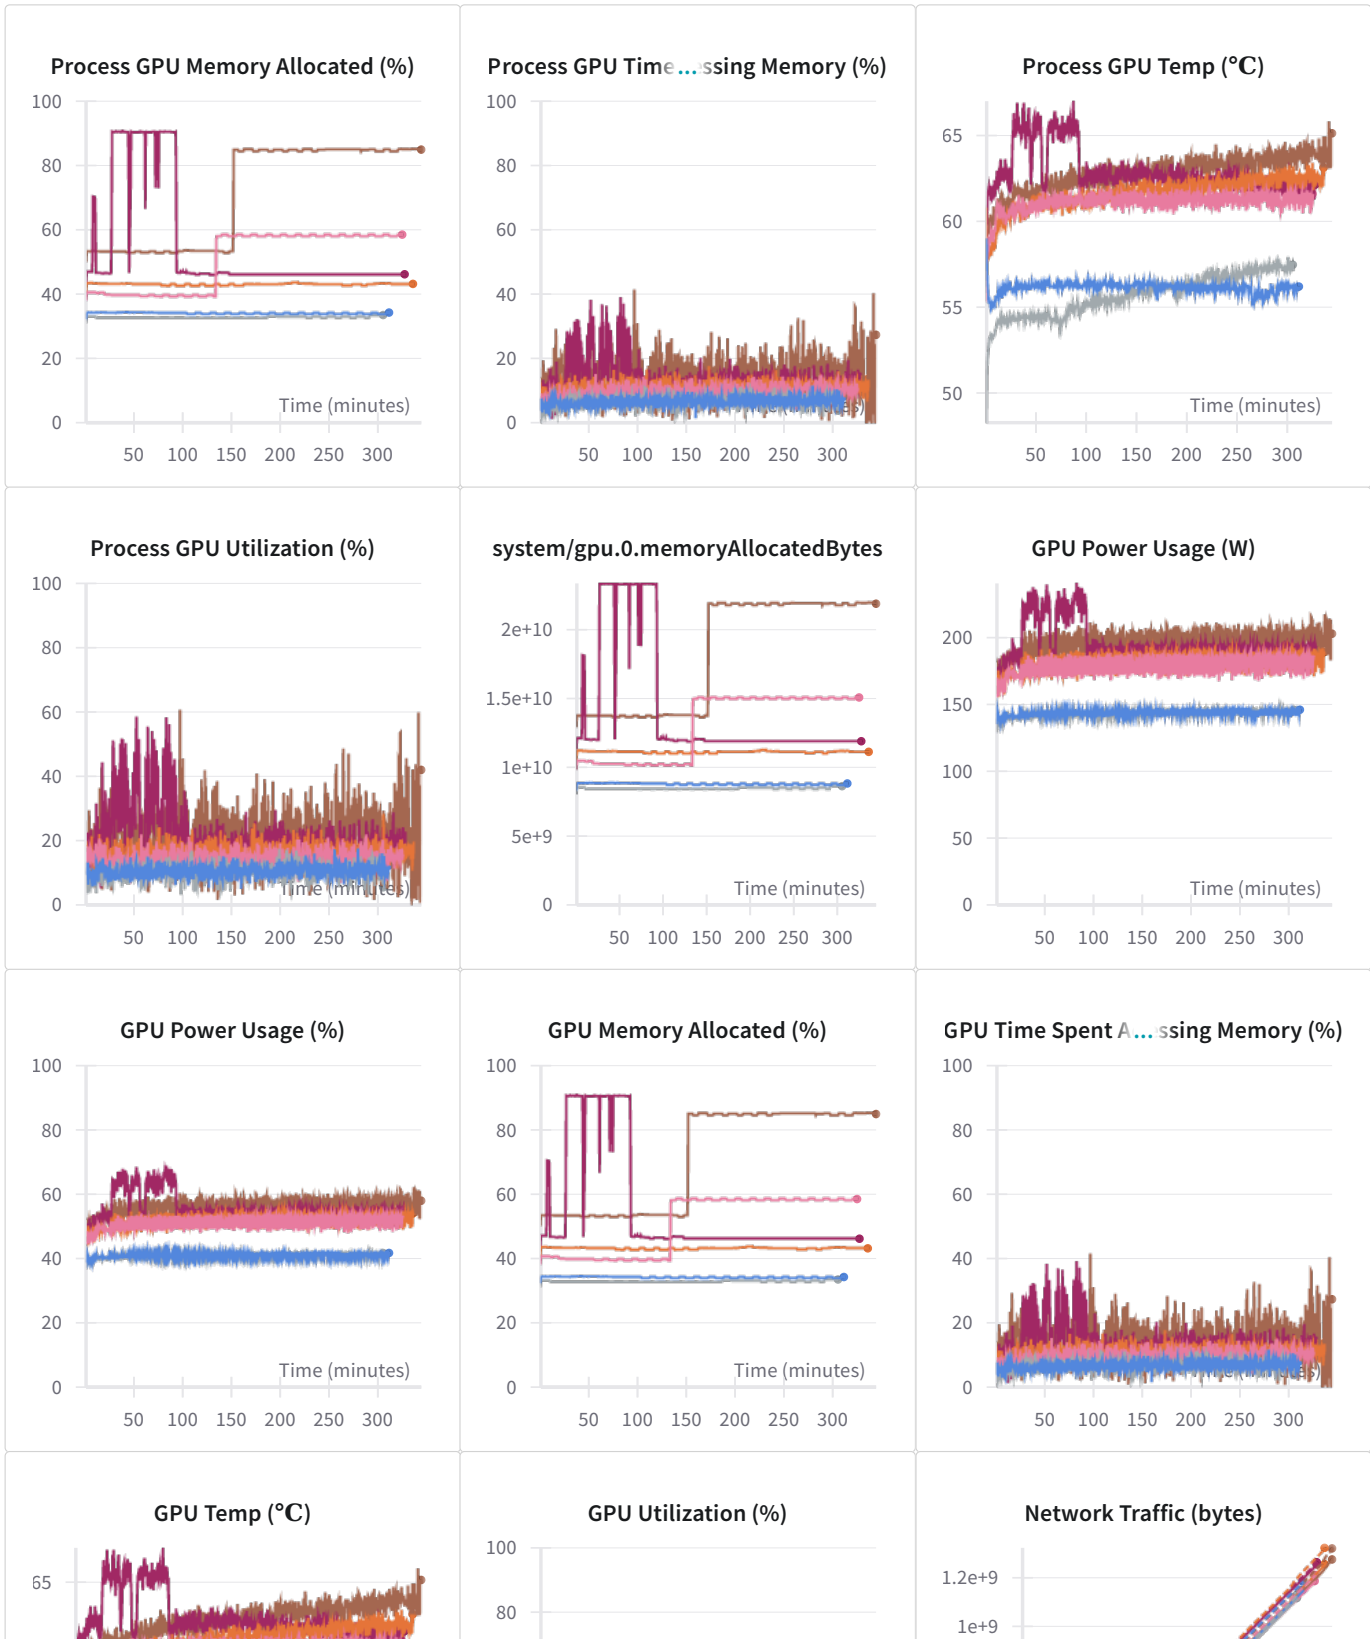 Process GPU Memory Allocated (%)
100
80
60
40
20
0
Time (minutes)
50 100 150 200 250 300
Process GPU Time...ssing Memory (%)
100
80
60
40
20
0
50 100 150 200 250 300
Process GPU Temp (℃)
65
60
55
50
Time (minutes)
50 100 150 200 250 300
Process GPU Utilization (%)
100
80
60
40
20
0
Time (minutes)
50 100 150 200 250 300
system/gpu.0.memoryAllocatedBytes
2e+10
1.5e+10
1e+10
5e+9
0
Time (minutes)
50 100 150 200 250 300
GPU Power Usage (W)
200
150
100
50
0
Time (minutes)
50 100 150 200 250 300
GPU Power Usage (%)
100
80
60
40
20
0
Time (minutes)
50 100 150 200 250 300
GPU Memory Allocated (%)
100
80
60
40
20
0
Time (minutes)
50 100 150 200 250 300
GPU Time Spent A...ssing Memory (%)
100
80
60
40
20
0
50 100 150 200 250 300
GPU Temp (℃)
65
GPU Utilization (%)
100
80
Network Traffic (bytes)
1.2e+9
1e+9